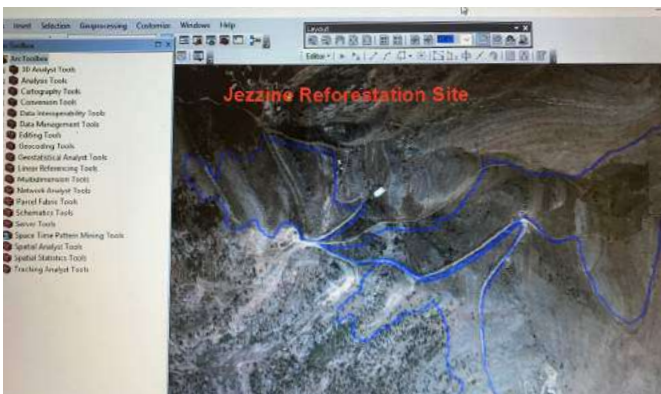 Insert Selection Geoprocessing Customize Windows Help
Layout
Editor
ArcToolbox
ArcToolbox
3D Analyst Tools
Analysis Tools
Cartography Tools
Conversion Tools
Data Interoperability Tools
Data Management Tools
Editing Tools
Geocoding Tools
Geostatistical Analyst Tools
Linear Referencing Tools
Multidimension Tools
Network Analyst Tools
Parcel Fabric Tools
Schematics Tools
Server Tools
Space Time Pattern Mining Tools
Spatial Analyst Tools
Spatial Statistics Tools
Tracking Analyst Tools
Jezzine Reforestation Site